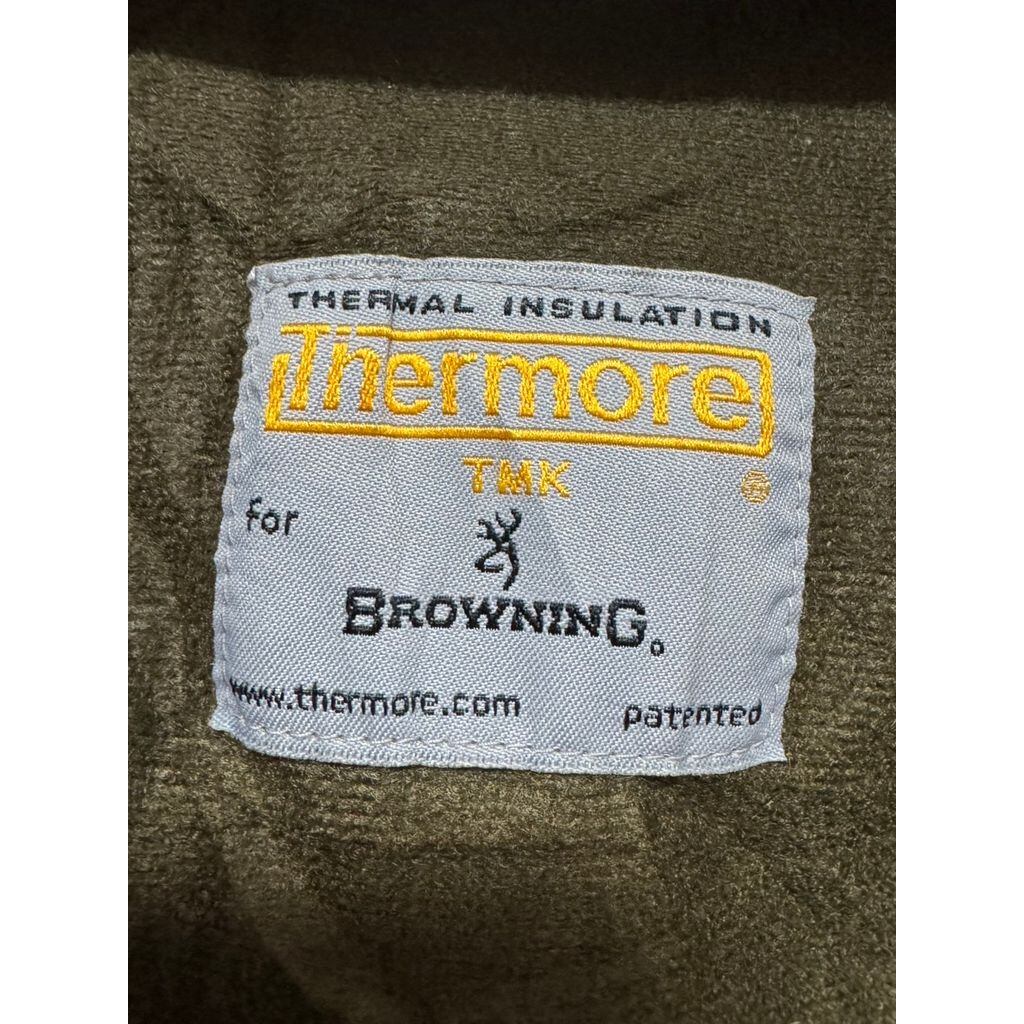 THERMAL INSULATION
Thermore
TMK
for
BROWNING
www.thermore.com patented